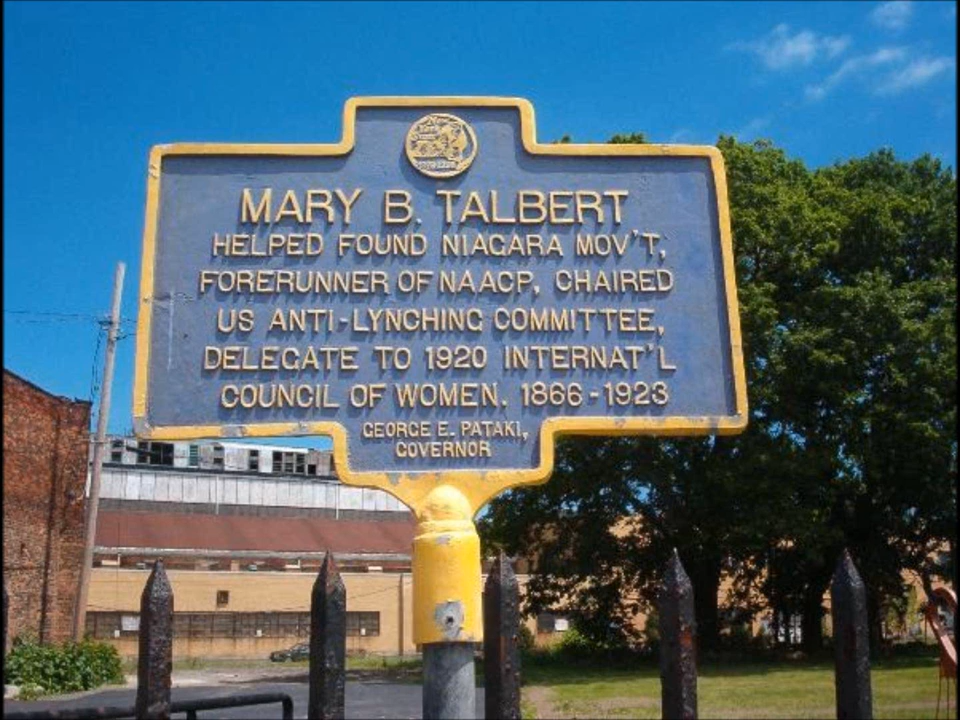 MARY B. TALBERT
HELPED FOUND NIAGARA MOV'T,
FORERUNNER OF NAACP, CHAIRED
US ANTI-LYNCHING COMMITTEE,
DELEGATE TO 1920 INTERNAT'L
COUNCIL OF WOMEN. 1866-1923
GEORGE E. PATAKI,
GOVERNOR